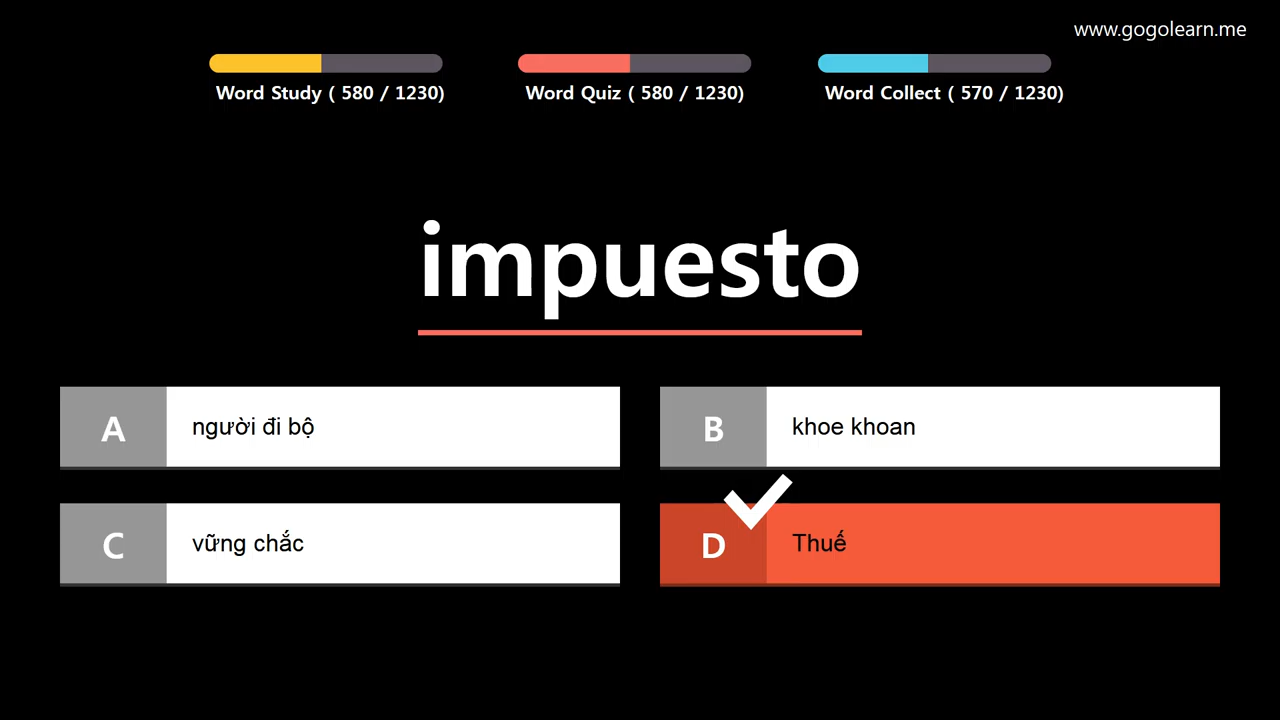 www.gogolearn.me
Word Study ( 580 / 1230)
Word Quiz ( 580 / 1230)
Word Collect ( 570 / 1230)
impuesto
A người đi bộ
B khoe khoan
C vững chắc
D Thuế